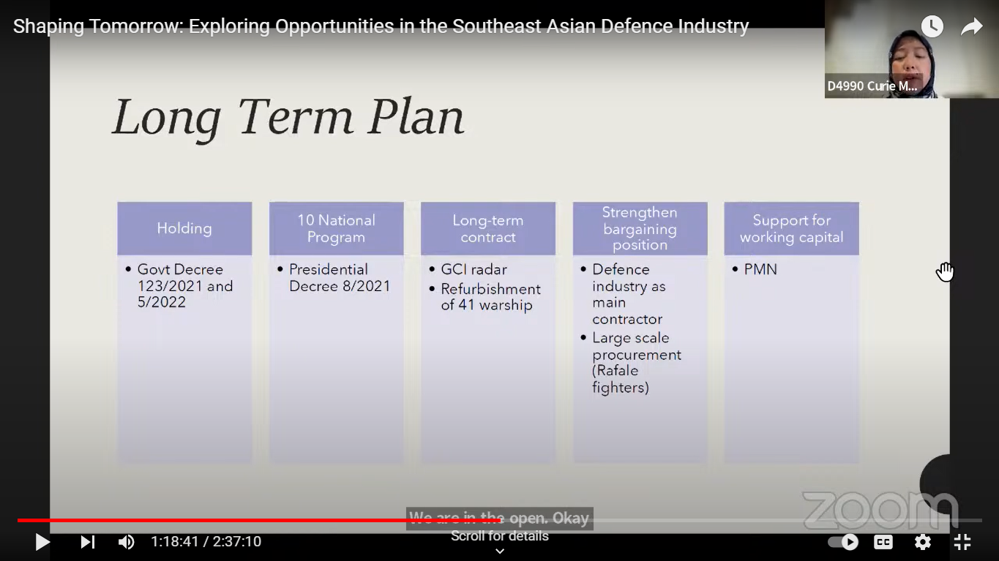 Shaping Tomorrow: Exploring Opportunities in the Southeast Asian Defence Industry
D4990 Curie M...
Long Term Plan
Holding
• Govt Decree
123/2021 and
5/2022
10 National
Program
• Presidential
Decree 8/2021
Long-term
contract
• GCI radar
• Refurbishment
of 41 warship
Strengthen
bargaining
position
• Defence
industry as
main
contractor
• Large scale
procurement
(Rafale
fighters)
Support for
working capital
• PMN
zoom
We are in the open. Okay
Scroll for details
1:18:41 / 2:37:10
CC